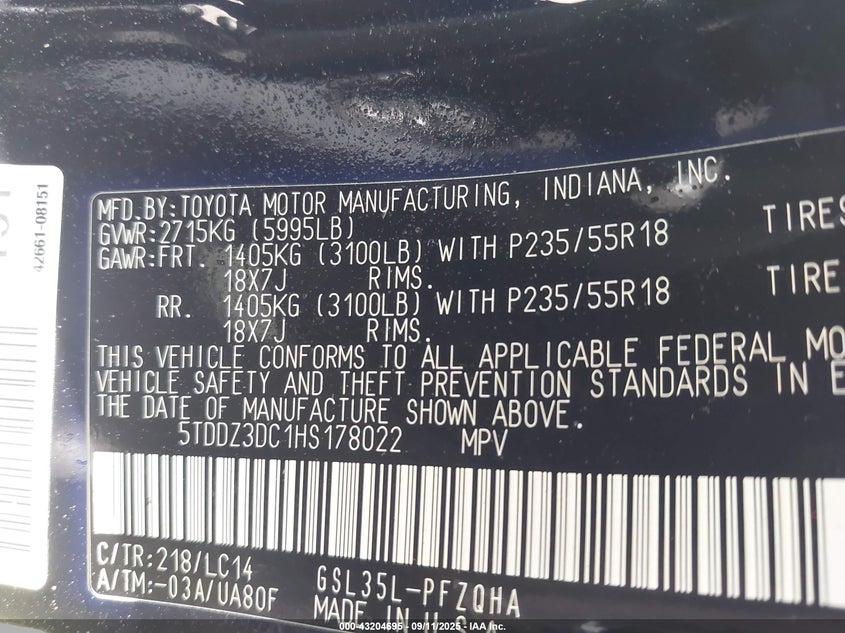 MFD.BY:TOYOTA MOTOR MANUFACTURING, INDIANA, INC.
GVWR:2715KG (5995LB)
GAWR:FRT. 1405KG (3100LB) WITH P235/55R18 TIRES
18X7J RIMS.
RR. 1405KG (3100LB) WITH P235/55R18 TIRE
18X7J RIMS.
THIS VEHICLE CONFORMS TO ALL APPLICABLE FEDERAL MO
VEHICLE SAFETY AND THEFT PREVENTION STANDARDS IN E
THE DATE OF MANUFACTURE SHOWN ABOVE.
5TDDZ3DC1HS178022 MPV
C/TR:218/LC14
A/TM:-03A/UA80F
GSL35L-PFZQHA
MADE IN U.S
42661-08151
000-43204695 - 09/11/2025 - IAA Inc.